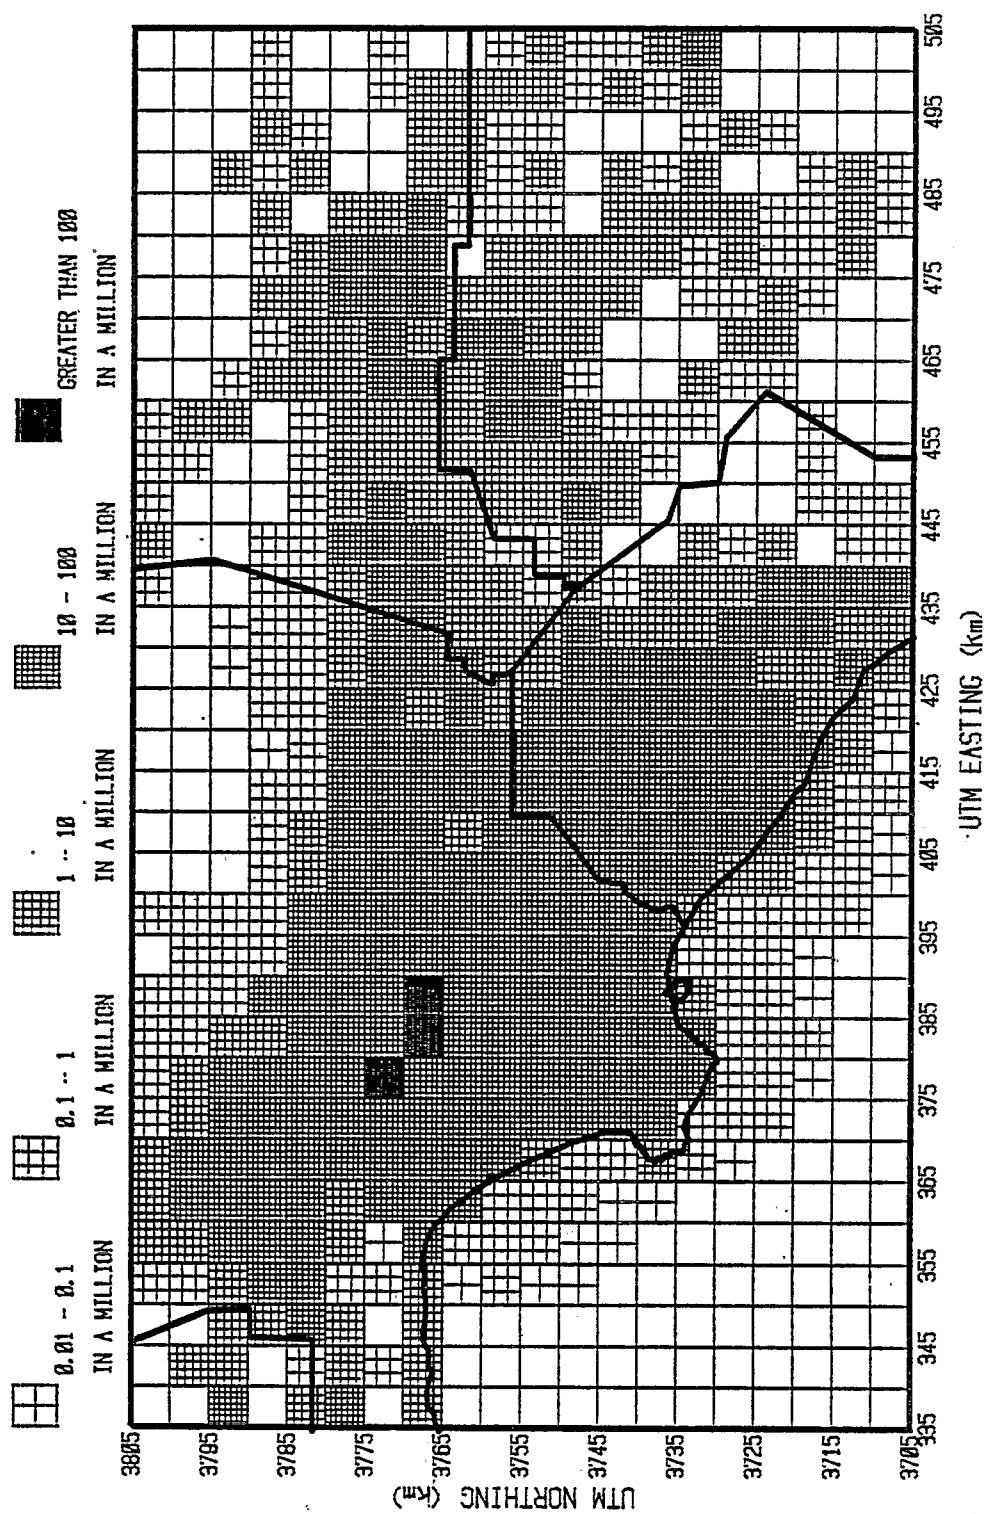 0.01 - 0.1
IN A MILLION
0.1 -- 1
IN A MILLION
1 -- 10
IN A MILLION
10 - 100
IN A MILLION
GREATER THAN 100
IN A MILLION
UTM NORTHING (km)
3805
3795
3785
3775
3765
3755
3745
3735
3725
3715
3705
335
345
355
365
375
385
395
405
415
425
435
445
455
465
475
485
495
505
UTM EASTING (km)